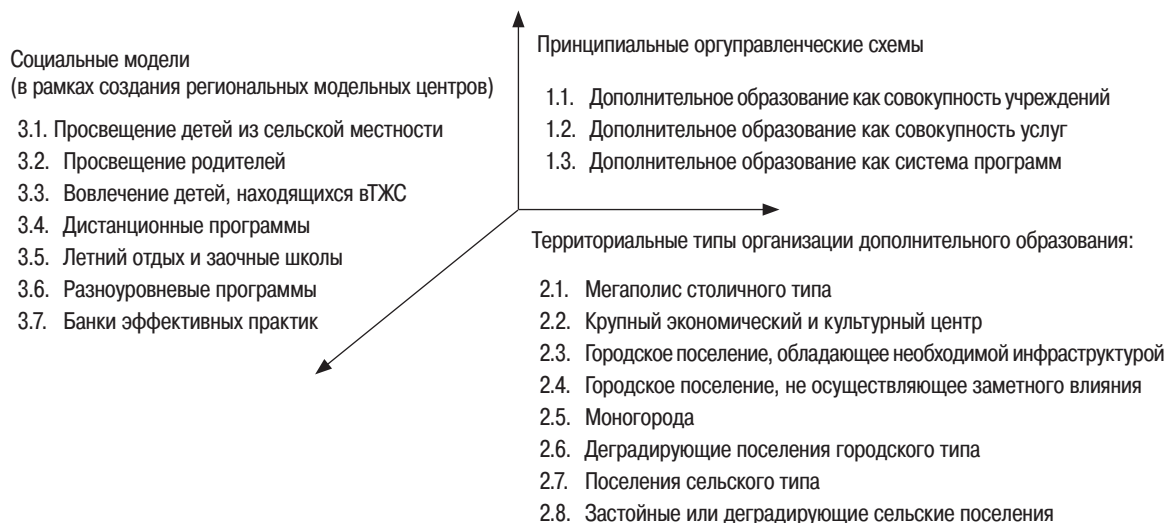 Социальные модели
(в рамках создания региональных модельных центров)
3.1. Просвещение детей из сельской местности
3.2. Просвещение родителей
3.3. Вовлечение детей, находящихся вТЖС
3.4. Дистанционные программы
3.5. Летний отдых и заочные школы
3.6. Разноуровневые программы
3.7. Банки эффективных практик
Принципиальные оргуправленческие схемы
1.1. Дополнительное образование как совокупность учреждений
1.2. Дополнительное образование как совокупность услуг
1.3. Дополнительное образование как система программ
Территориальные типы организации дополнительного образования:
2.1. Мегаполис столичного типа
2.2. Крупный экономический и культурный центр
2.3. Городское поселение, обладающее необходимой инфраструктурой
2.4. Городское поселение, не осуществляющее заметного влияния
2.5. Моногорода
2.6. Деградирующие поселения городского типа
2.7. Поселения сельского типа
2.8. Застойные или деградирующие сельские поселения